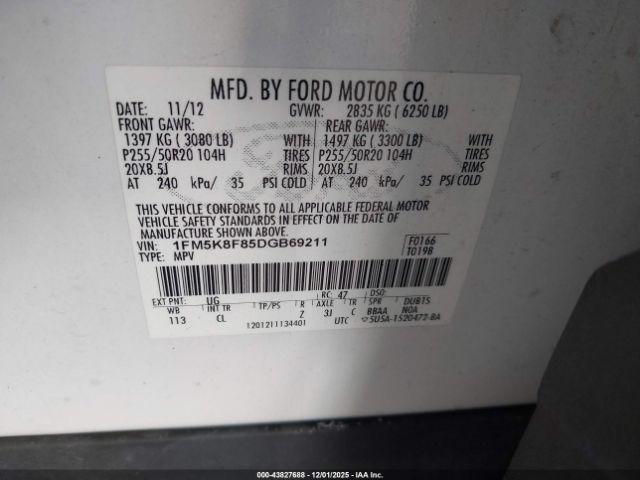 MFD. BY FORD MOTOR CO.
DATE: 11/12 GVWR: 2835 KG ( 6250 LB)
FRONT GAWR: REAR GAWR:
1397 KG ( 3080 LB) WITH 1497 KG ( 3300 LB) WITH
P255/50R20 104H TIRES P255/50R20 104H TIRES
20X8.5J RIMS 20X8.5J RIMS
AT 240 kPa/ 35 PSI COLD AT 240 kPa/ 35 PSI COLD
THIS VEHICLE CONFORMS TO ALL APPLICABLE FEDERAL MOTOR
VEHICLE SAFETY STANDARDS IN EFFECT ON THE DATE OF
MANUFACTURE SHOWN ABOVE.
VIN: 1FM5K8F85DGB69211 F0166
TYPE: MPV T0198
EXT PNT: UG RC: 47 DSO:
WB INT TR TP/PS R AXLE TR SPR DUBTS
113 CL Z 3J C BBAA NOA
1201211134401 UTC 5USA-1520472-BA
000-43827688 - 12/01/2025 - IAA Inc.